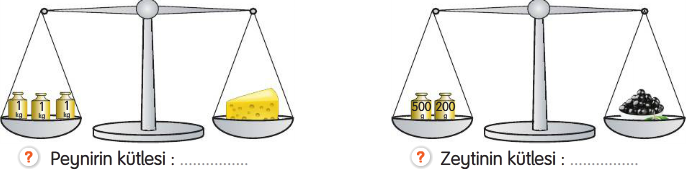 1 kg 1 kg 1 kg
500 g 200 g
? Peynirin kütlesi : ................
? Zeytinin kütlesi : ................